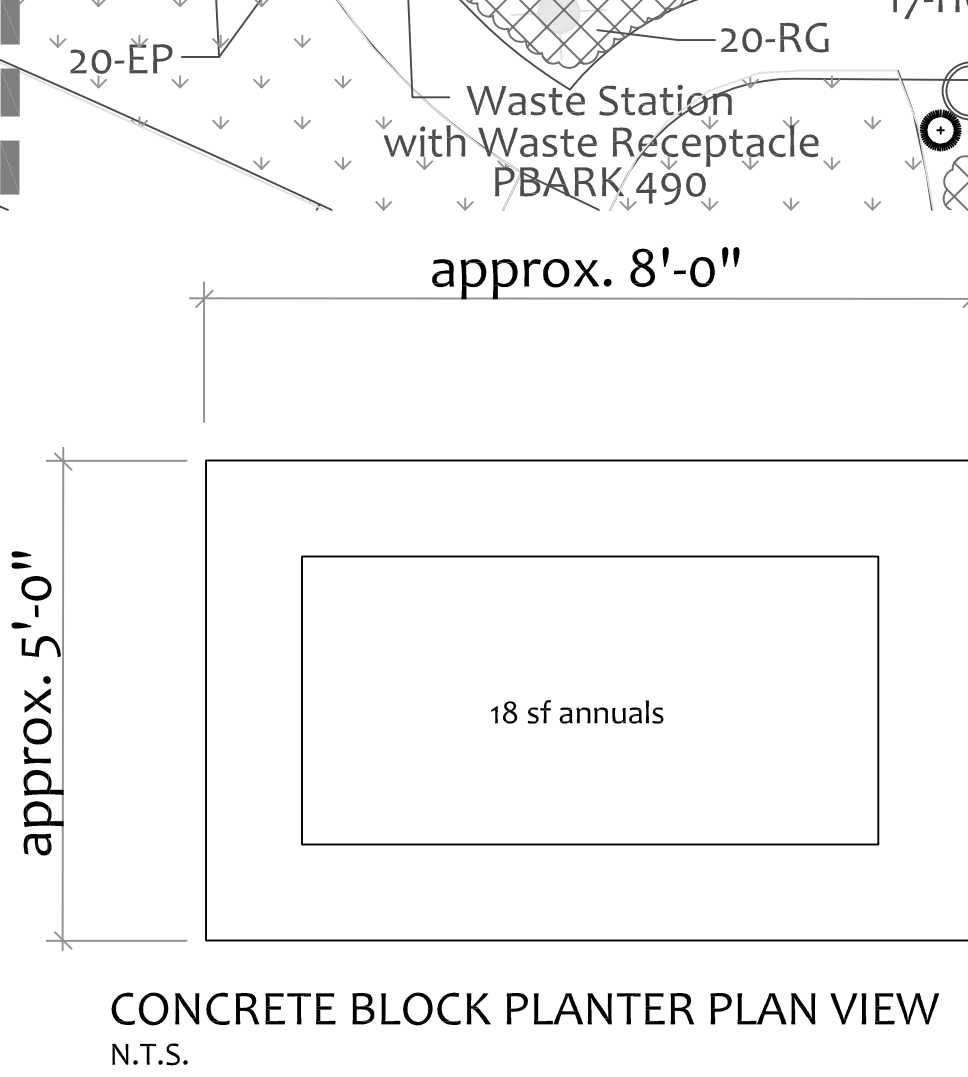 20-EP
20-RG
Waste Station
with Waste Receptacle
PBARK 490
approx. 8'-0"
approx. 5'-0"
18 sf annuals
CONCRETE BLOCK PLANTER PLAN VIEW
N.T.S.